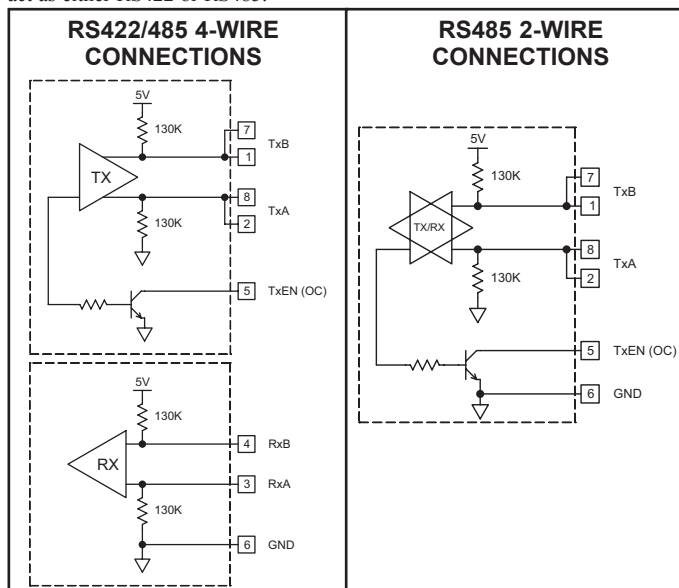 RS422/485 4-WIRE
CONNECTIONS
5V
130K
7
TxB
1
TX
8
TxA
130K
2
5
TxEN (OC)
5V
130K
4
RxB
RX
3
RxA
130K
6
GND
RS485 2-WIRE
CONNECTIONS
5V
130K
7
TxB
1
TX/RX
8
TxA
130K
2
5
TxEN (OC)
6
GND